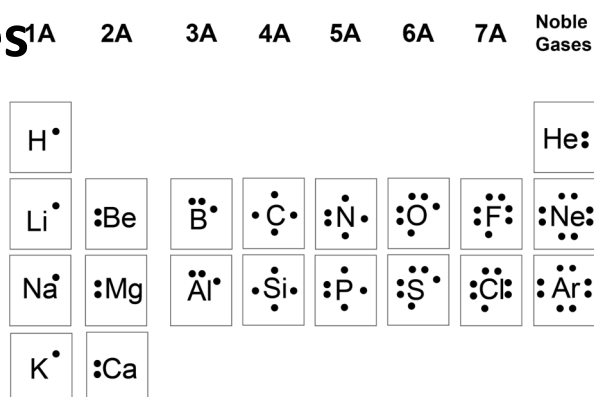 es
1A 2A 3A 4A 5A 6A 7A Noble Gases
H He
Li Be B C N O F Ne
Na Mg Al Si P S Cl Ar
K Ca